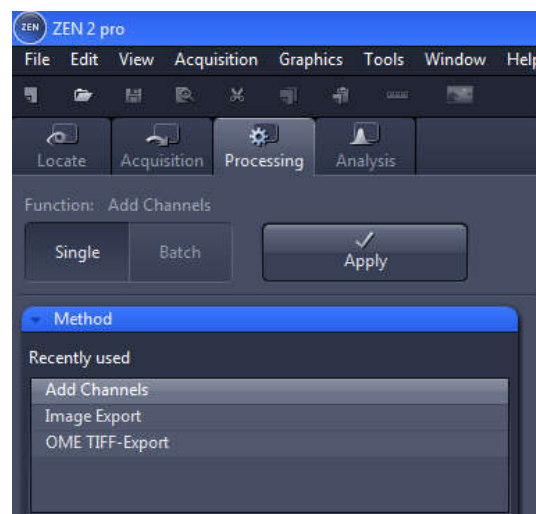 ZEN ZEN 2 pro
File Edit View Acquisition Graphics Tools Window Help
Locate Acquisition Processing Analysis
Function: Add Channels
Single Batch Apply
Method
Recently used
Add Channels
Image Export
OME TIFF-Export